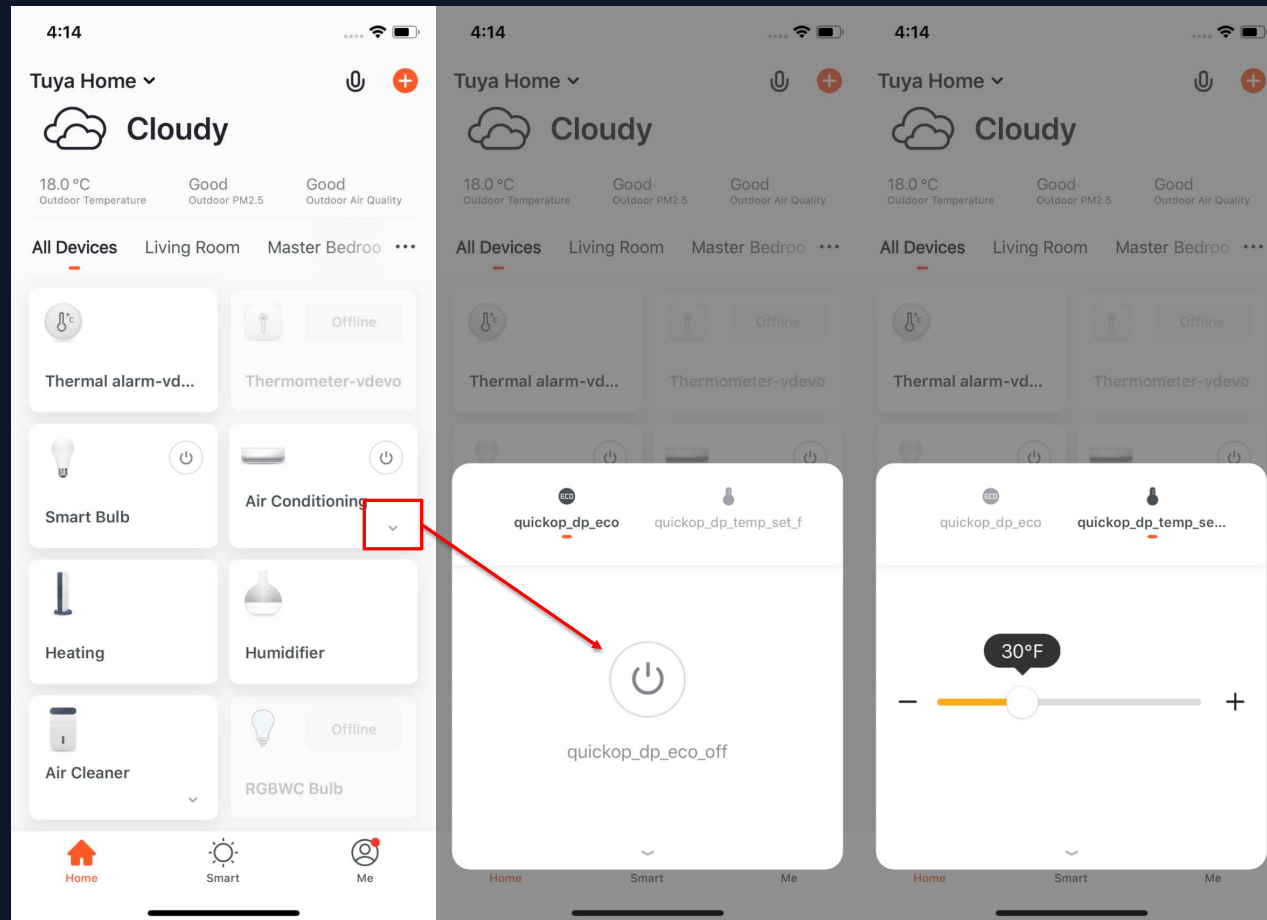 4:14
Tuya Home
Cloudy
18.0 °C Good Good
Outdoor Temperature Outdoor PM2.5 Outdoor Air Quality
All Devices Living Room Master Bedroo
°C
Offline
Thermal alarm-vd... Thermometer-vdevo
Smart Bulb
Air Conditioning
Heating Humidifier
Offline
Air Cleaner
RGBWC Bulb
Home Smart Me
4:14
Tuya Home
Cloudy
18.0 °C Good Good
Outdoor Temperature Outdoor PM2.5 Outdoor Air Quality
All Devices Living Room Master Bedroo
°C
Offline
Thermal alarm-vd... Thermometer-vdevo
ECO
quickop_dp_eco quickop_dp_temp_set_f
quickop_dp_eco_off
Home Smart Me
4:14
Tuya Home
Cloudy
18.0 °C Good Good
Outdoor Temperature Outdoor PM2.5 Outdoor Air Quality
All Devices Living Room Master Bedroo
°C
Offline
Thermal alarm-vd... Thermometer-vdevo
ECO
quickop_dp_eco quickop_dp_temp_se...
30°F
− +
Home Smart Me